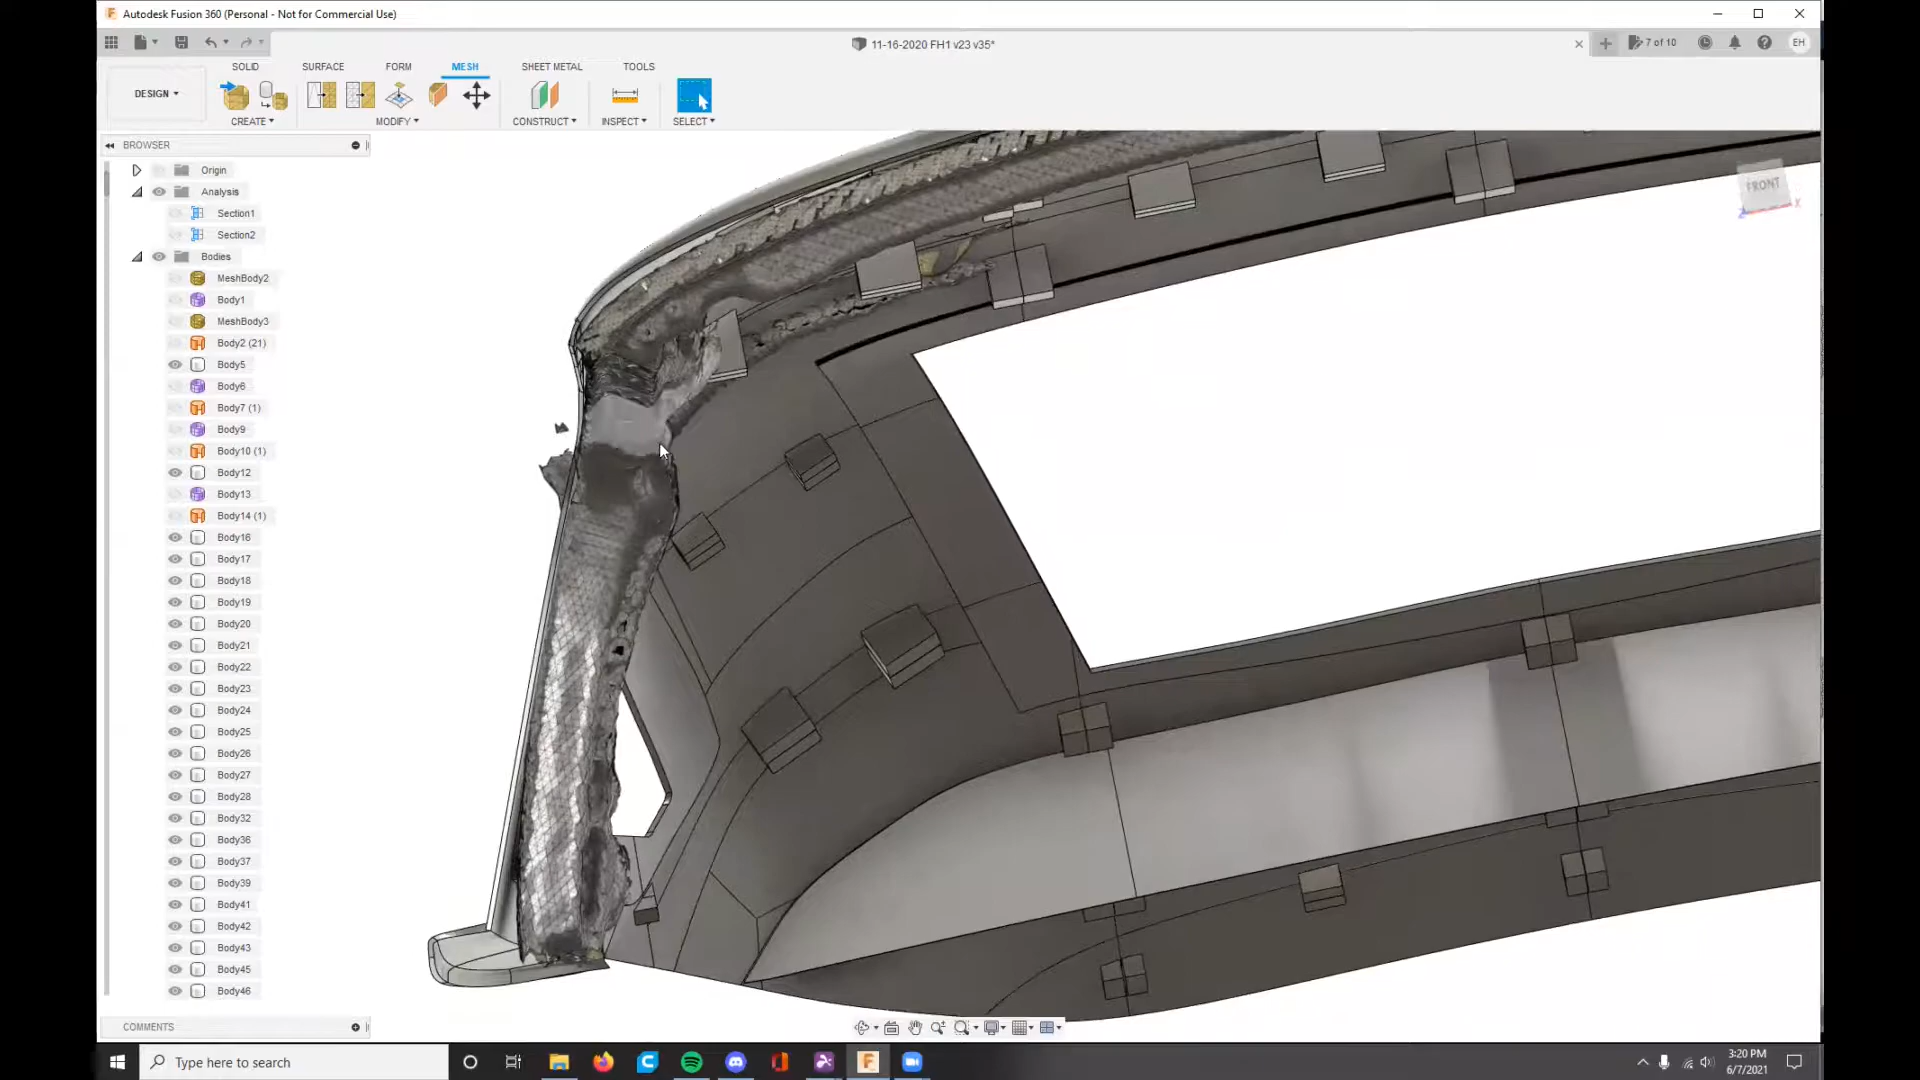 Autodesk Fusion 360 (Personal - Not for Commercial Use)
11-16-2020 FH1 v23 v35*
7 of 10
EH
SOLID
SURFACE
FORM
MESH
SHEET METAL
TOOLS
DESIGN
CREATE
MODIFY
CONSTRUCT
INSPECT
SELECT
BROWSER
FRONT
Z
X
Origin
Analysis
Section1
Section2
Bodies
MeshBody2
Body1
MeshBody3
Body2 (21)
Body5
Body6
Body7 (1)
Body9
Body10 (1)
Body12
Body13
Body14 (1)
Body16
Body17
Body18
Body19
Body20
Body21
Body22
Body23
Body24
Body25
Body26
Body27
Body28
Body32
Body36
Body37
Body39
Body41
Body42
Body43
Body45
Body46
COMMENTS
Type here to search
3:20 PM
6/7/2021